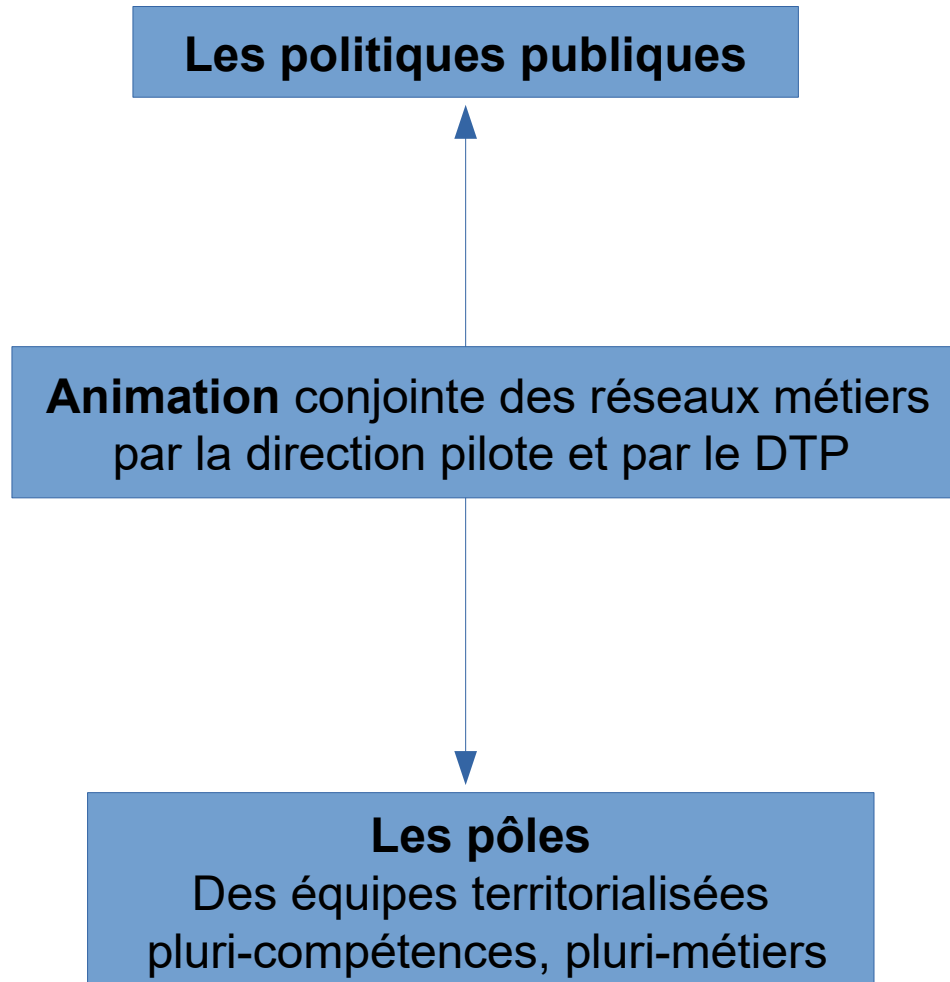 Les politiques publiques
Animation conjointe des réseaux métiers
par la direction pilote et par le DTP
Les pôles
Des équipes territorialisées
pluri-compétences, pluri-métiers